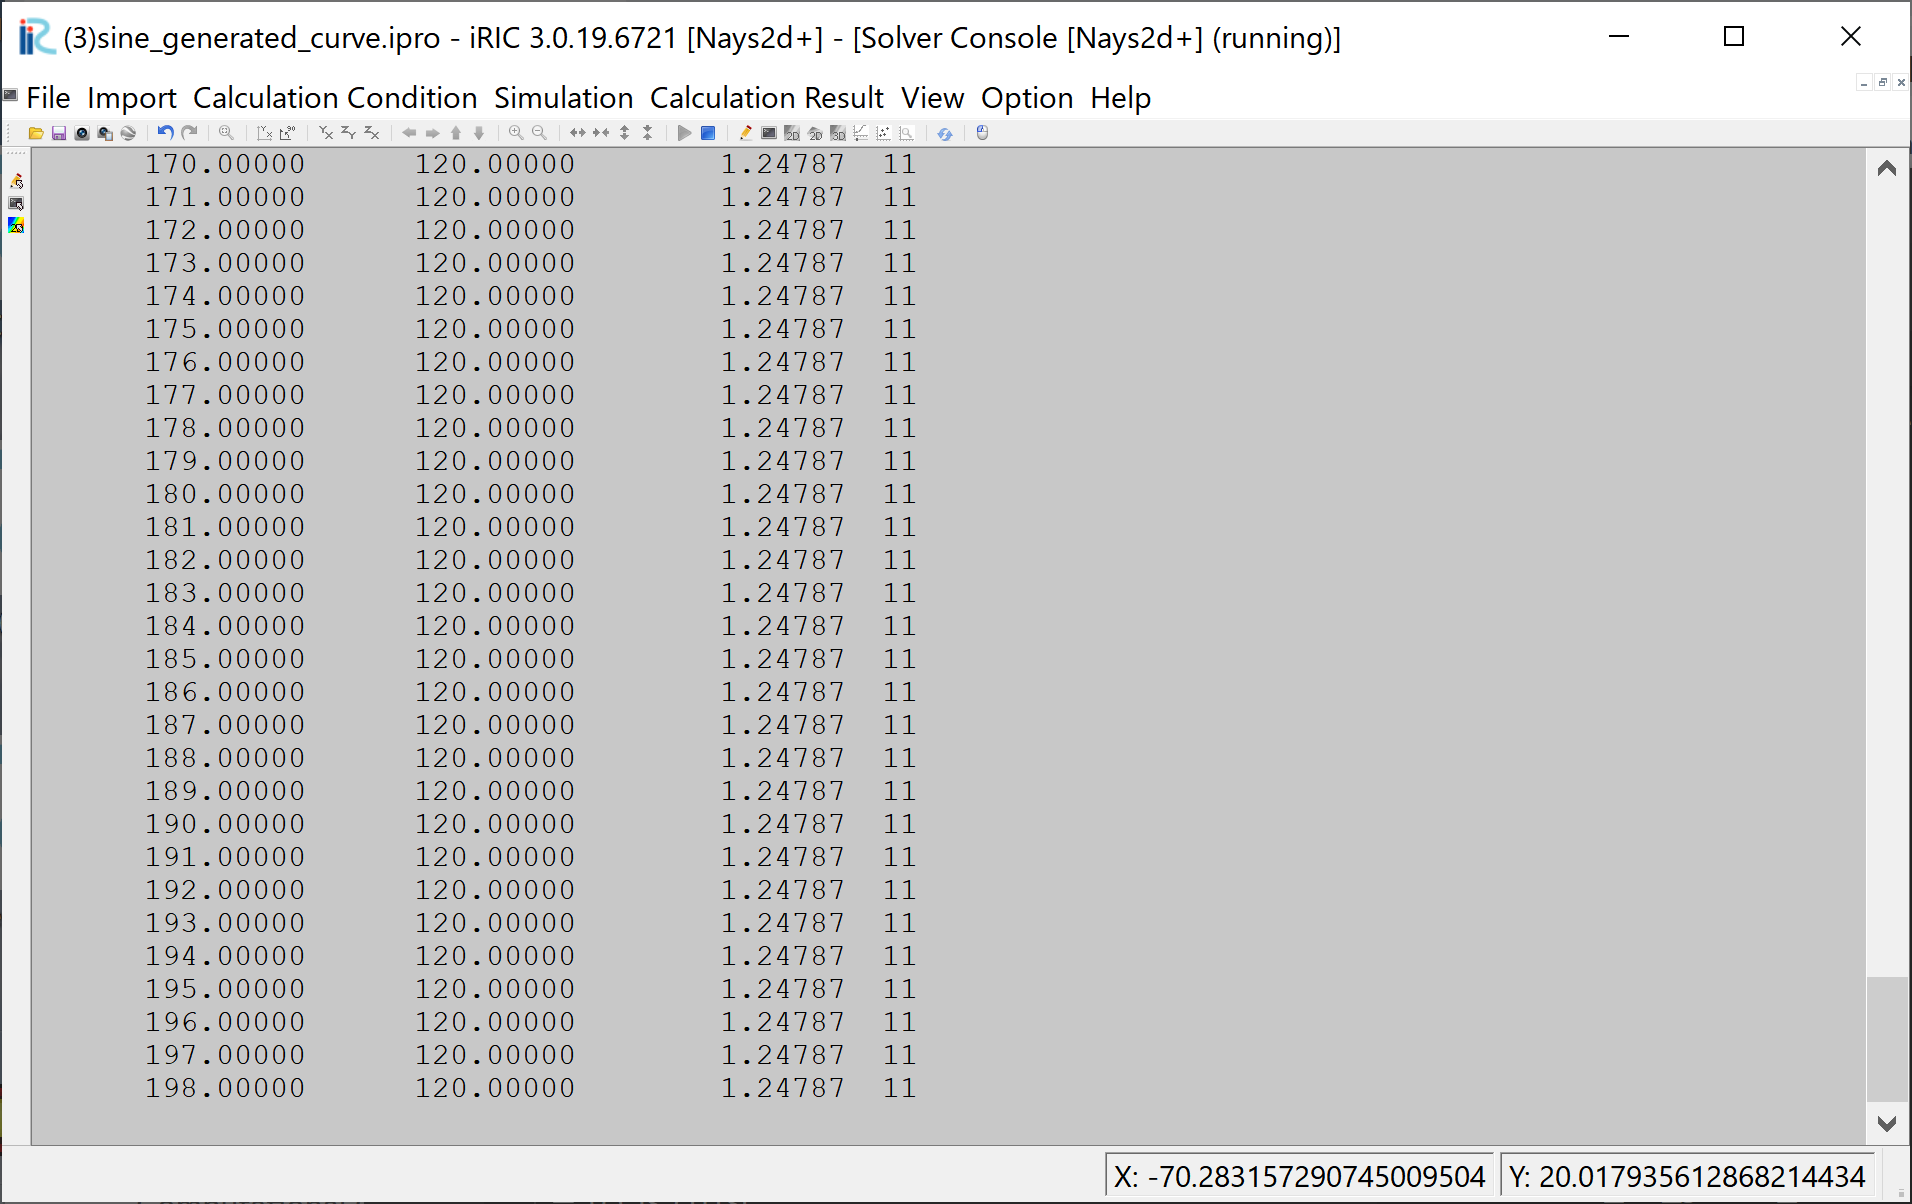 (3)sine_generated_curve.ipro - iRIC 3.0.19.6721 [Nays2d+] - [Solver Console [Nays2d+] (running)]
File Import Calculation Condition Simulation Calculation Result View Option Help
170.00000 120.00000 1.24787 11
171.00000 120.00000 1.24787 11
172.00000 120.00000 1.24787 11
173.00000 120.00000 1.24787 11
174.00000 120.00000 1.24787 11
175.00000 120.00000 1.24787 11
176.00000 120.00000 1.24787 11
177.00000 120.00000 1.24787 11
178.00000 120.00000 1.24787 11
179.00000 120.00000 1.24787 11
180.00000 120.00000 1.24787 11
181.00000 120.00000 1.24787 11
182.00000 120.00000 1.24787 11
183.00000 120.00000 1.24787 11
184.00000 120.00000 1.24787 11
185.00000 120.00000 1.24787 11
186.00000 120.00000 1.24787 11
187.00000 120.00000 1.24787 11
188.00000 120.00000 1.24787 11
189.00000 120.00000 1.24787 11
190.00000 120.00000 1.24787 11
191.00000 120.00000 1.24787 11
192.00000 120.00000 1.24787 11
193.00000 120.00000 1.24787 11
194.00000 120.00000 1.24787 11
195.00000 120.00000 1.24787 11
196.00000 120.00000 1.24787 11
197.00000 120.00000 1.24787 11
198.00000 120.00000 1.24787 11
X: -70.283157290745009504 Y: 20.017935612868214434